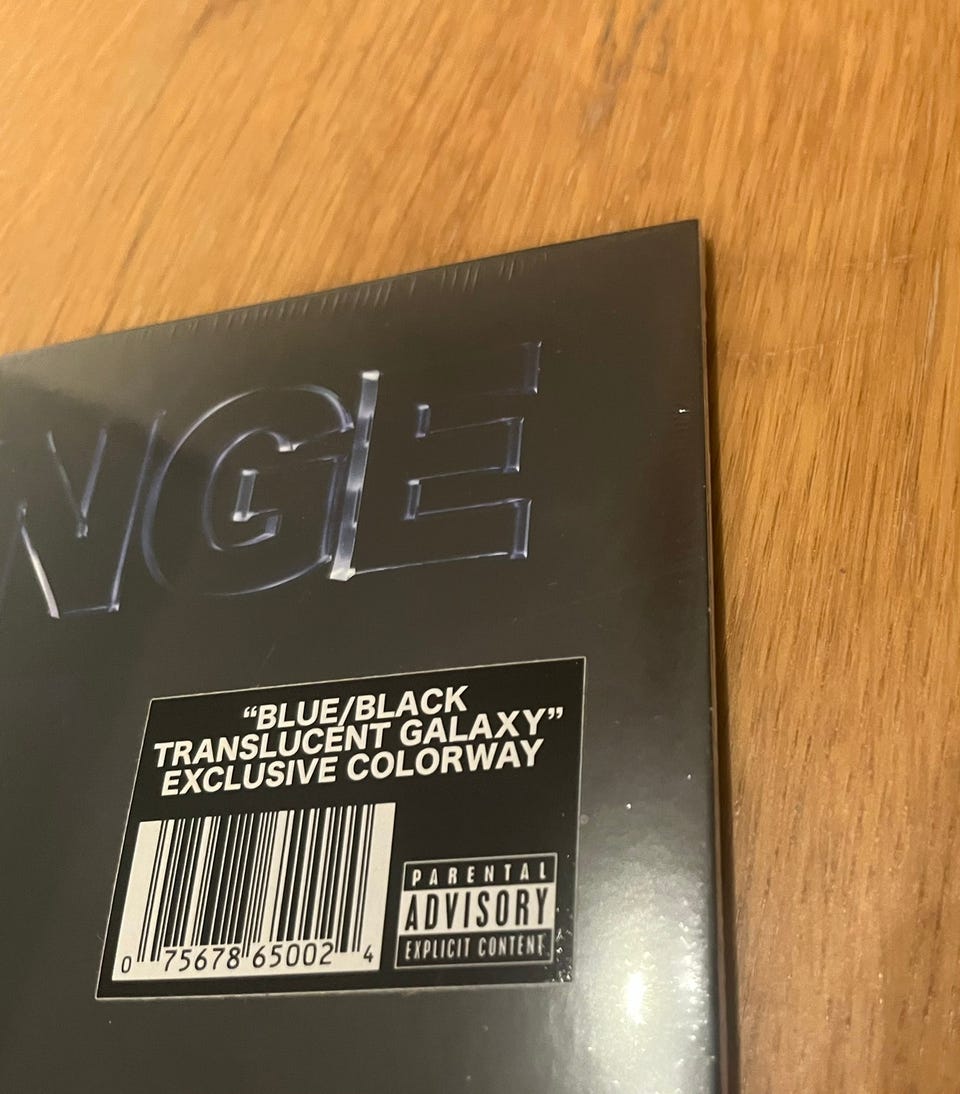 NGE
“BLUE/BLACK
TRANSLUCENT GALAXY”
EXCLUSIVE COLORWAY
0 75678 65002 4
PARENTAL
ADVISORY
EXPLICIT CONTENT